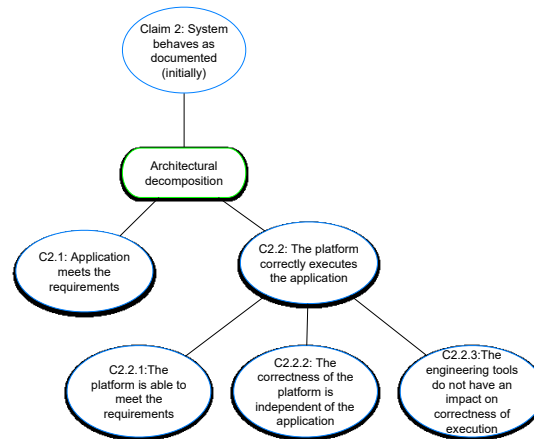 Claim 2: System
behaves as
documented
(initially)
Architectural
decomposition
C2.1: Application
meets the
requirements
C2.2: The platform
correctly executes
the application
C2.2.1:The
platform is able to
meet the
requirements
C2.2.2: The
correctness of the
platform is
independent of the
application
C2.2.3:The
engineering tools
do not have an
impact on
correctness of
execution